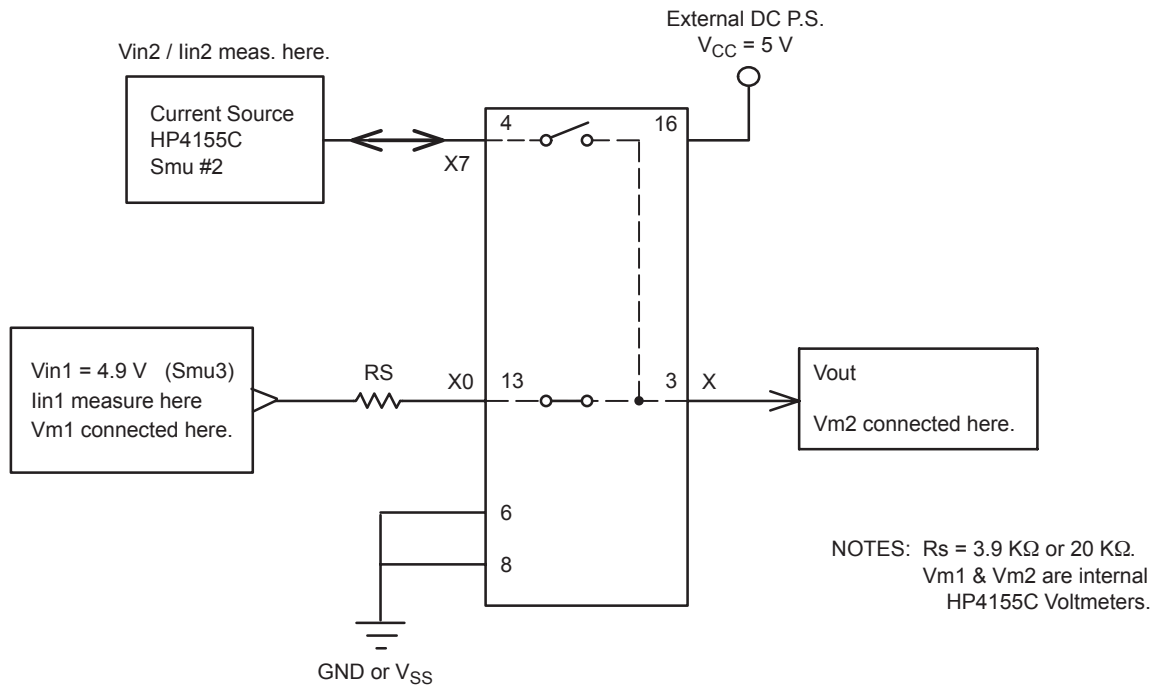 External DC P.S.
V_CC = 5 V
Vin2 / Iin2 meas. here.
Current Source
HP4155C
Smu #2
4
16
X7
Vin1 = 4.9 V (Smu3)
Iin1 measure here
Vm1 connected here.
RS
X0
13
3
X
Vout
Vm2 connected here.
6
8
NOTES: Rs = 3.9 KΩ or 20 KΩ.
Vm1 & Vm2 are internal
HP4155C Voltmeters.
GND or V_SS